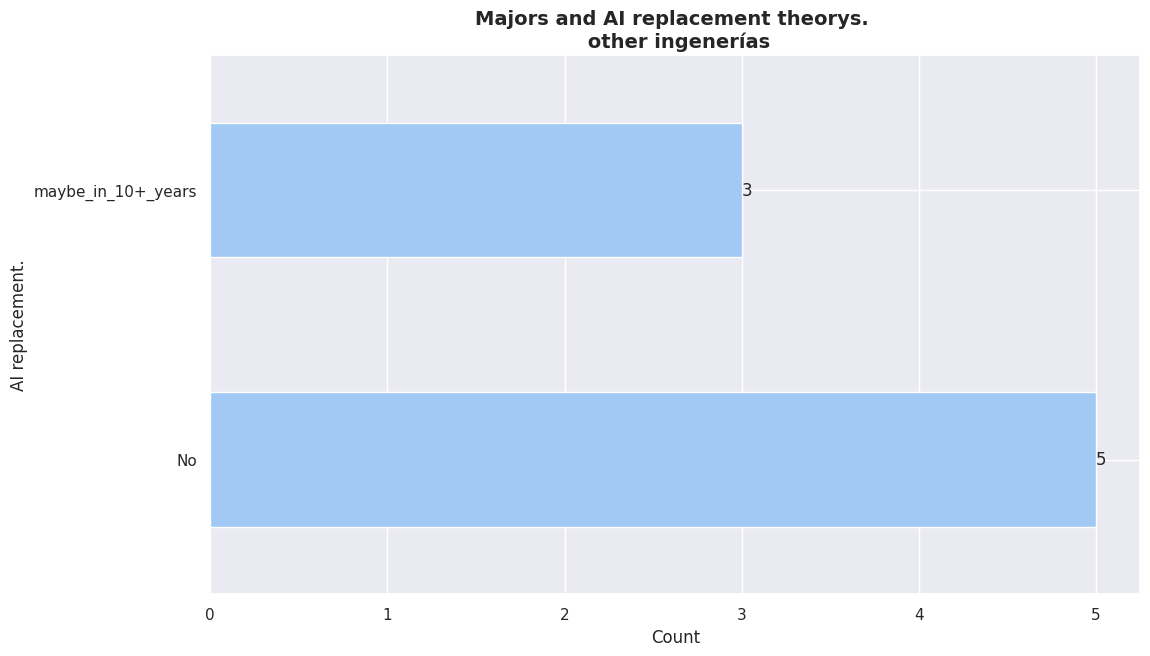 Majors and AI replacement theorys.
other ingenerías
maybe_in_10+_years
3
AI replacement.
No
5
0 1 2 3 4 5
Count